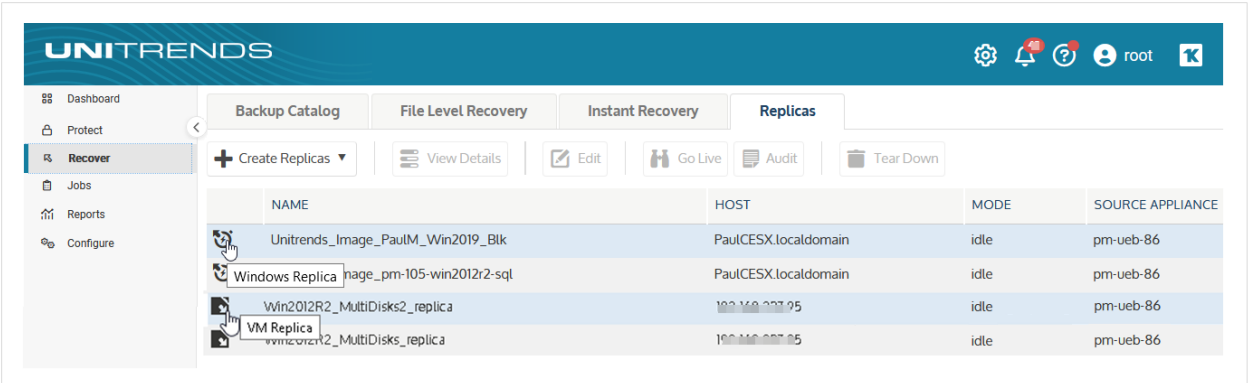 UNITRENDS
root
Dashboard
Protect
Recover
Jobs
Reports
Configure
Backup Catalog File Level Recovery Instant Recovery Replicas
Create Replicas View Details Edit Go Live Audit Tear Down
NAME HOST MODE SOURCE APPLIANCE
Unitrends_Image_PaulM_Win2019_Blk PaulCESX.localdomain idle pm-ueb-86
Windows Replica
mage_pm-105-win2012r2-sql PaulCESX.localdomain idle pm-ueb-86
Win2012R2_MultiDisks2_replica idle pm-ueb-86
VM Replica
Win2012R2_MultiDisks_replica idle pm-ueb-86